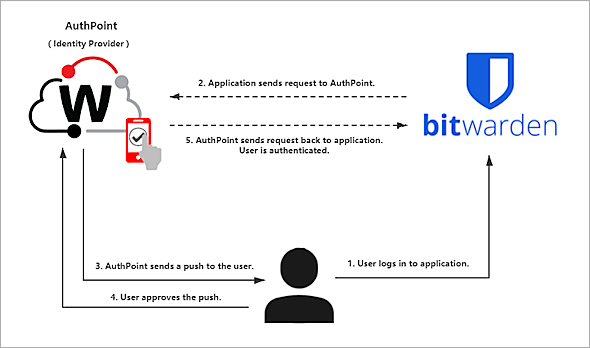 AuthPoint
( Identity Provider )
W
2. Application sends request to AuthPoint.
5. AuthPoint sends request back to application.
User is authenticated.
bitwarden
3. AuthPoint sends a push to the user.
1. User logs in to application.
4. User approves the push.